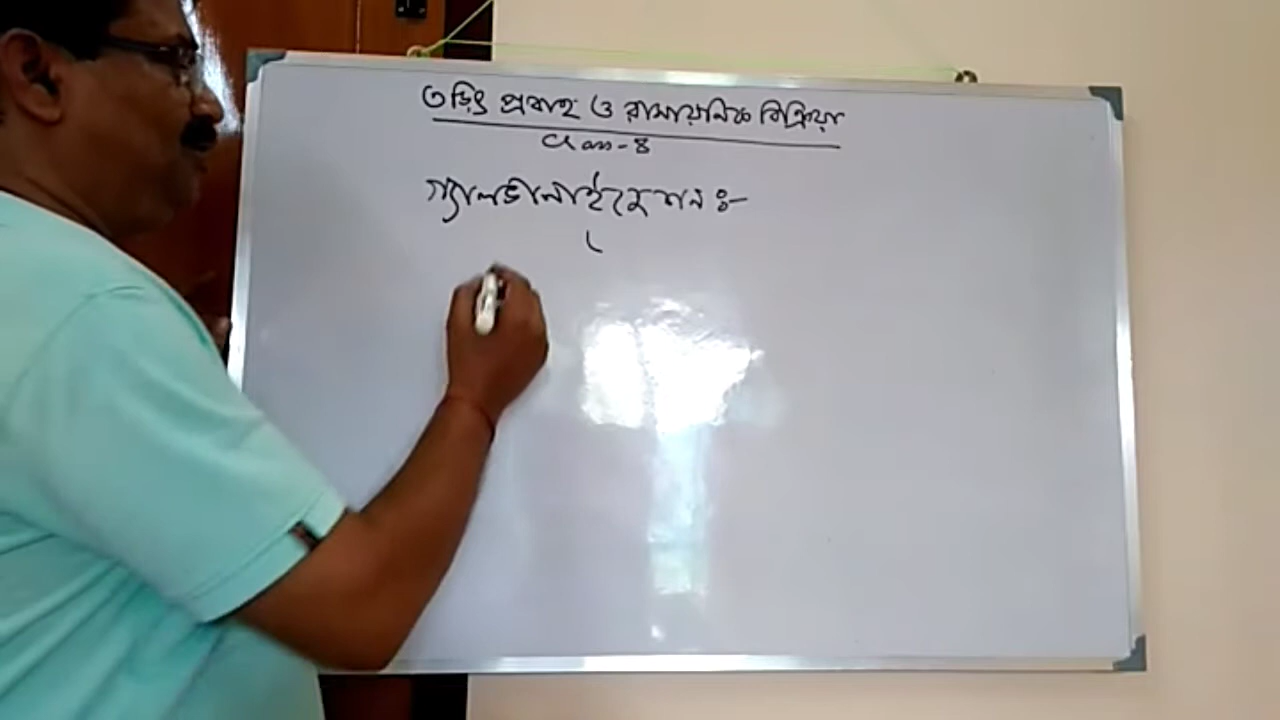 তড়িৎ প্রবাহ ও রাসায়নিক বিক্রিয়া
Class-8
গ্যালভানাইজেশন ঃ-